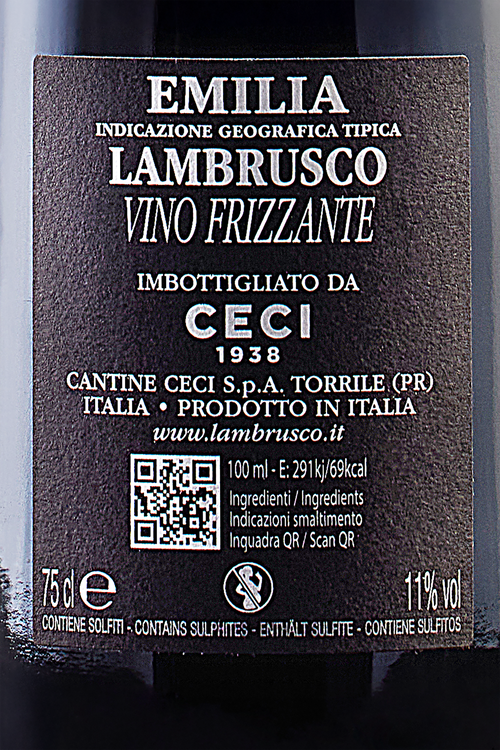 EMILIA
INDICAZIONE GEOGRAFICA TIPICA
LAMBRUSCO
VINO FRIZZANTE
IMBOTTIGLIATO DA
CECI
1938
CANTINE CECI S.p.A. TORRILE (PR)
ITALIA • PRODOTTO IN ITALIA
www.lambrusco.it
100 ml - E: 291kj/69kcal
Ingredienti / Ingredients
Indicazioni smaltimento
Inquadra QR / Scan QR
75 cl e 11% vol
CONTIENE SOLFITI - CONTAINS SULPHITES - ENTHÄLT SULFITE - CONTIENE SULFITOS